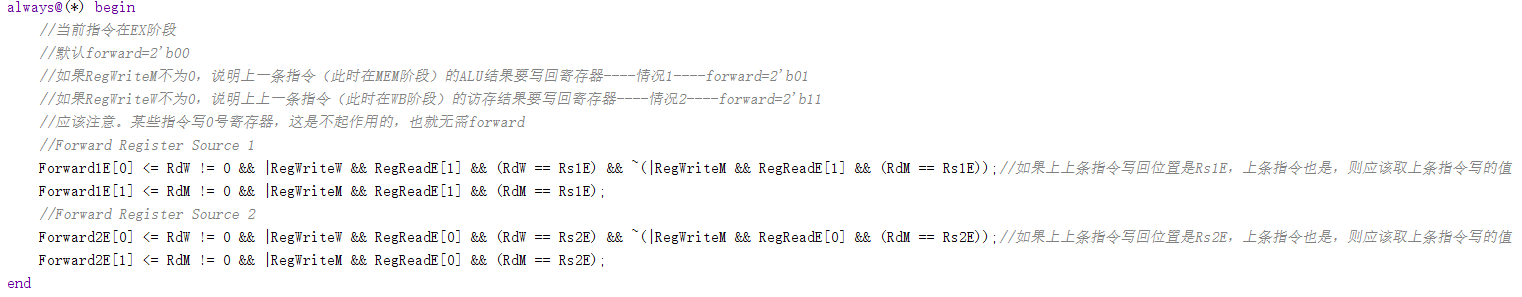 always@(*) begin
//当前指令在EX阶段
//默认forward=2'b00
//如果RegWriteM不为0，说明上一条指令（此时在MEM阶段）的ALU结果要写回寄存器----情况1----forward=2'b01
//如果RegWriteW不为0，说明上上一条指令（此时在WB阶段）的访存结果要写回寄存器----情况2----forward=2'b11
//应该注意。某些指令写0号寄存器，这是不起作用的，也就无需forward
//Forward Register Source 1
Forward1E[0] <= RdW != 0 && |RegWriteW && RegReadE[1] && (RdW == Rs1E) && ~(|RegWriteM && RegReadE[1] && (RdM == Rs1E));//如果上上条指令写回位置是Rs1E，上条指令也是，则应该取上条指令写的值
Forward1E[1] <= RdM != 0 && |RegWriteM && RegReadE[1] && (RdM == Rs1E);
//Forward Register Source 2
Forward2E[0] <= RdW != 0 && |RegWriteW && RegReadE[0] && (RdW == Rs2E) && ~(|RegWriteM && RegReadE[0] && (RdM == Rs2E));//如果上上条指令写回位置是Rs2E，上条指令也是，则应该取上条指令写的值
Forward2E[1] <= RdM != 0 && |RegWriteM && RegReadE[0] && (RdM == Rs2E);
end